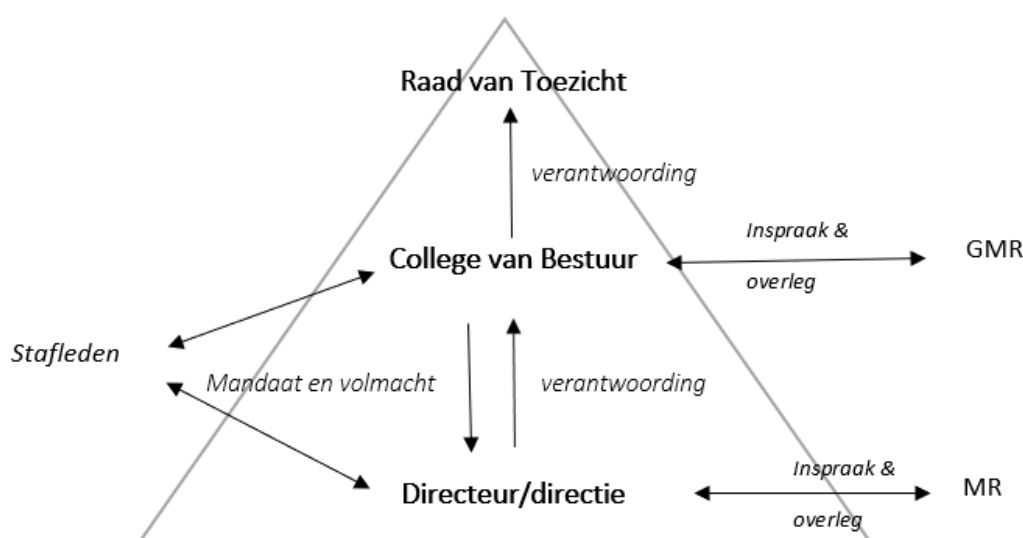 Raad van Toezicht
verantwoording
Inspraak &
College van Bestuur
GMR
overleg
Stafleden
Mandaat en volmacht
verantwoording
Inspraak &
Directeur/directie
MR
overleg